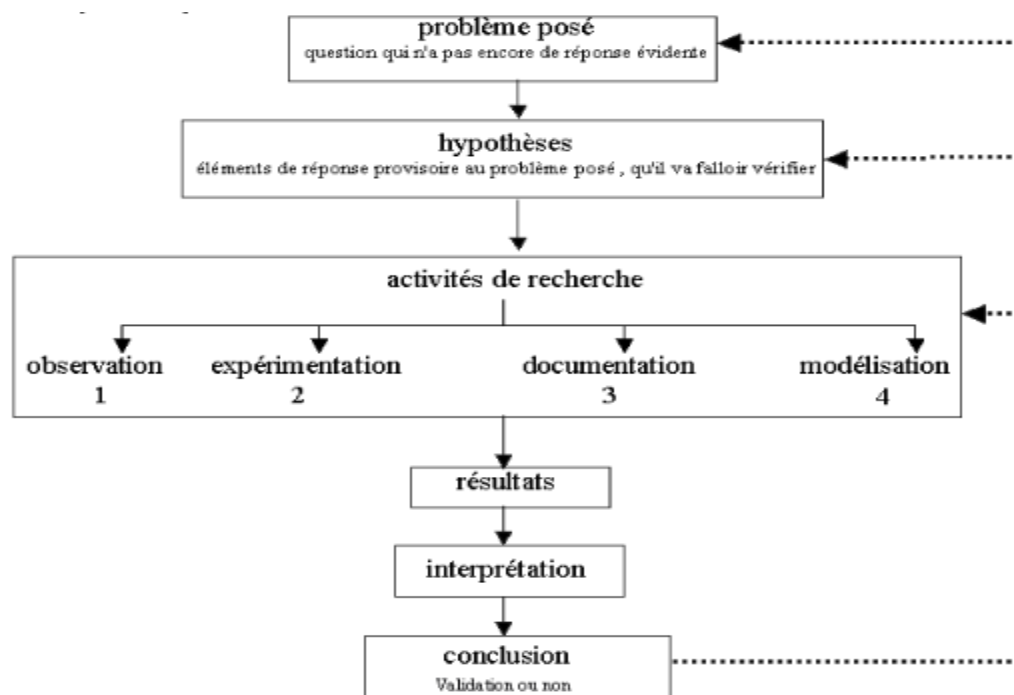 problème posé
question qui n'a pas encore de réponse évidente
hypothèses
éléments de réponse provisoire au problème posé , qu'il va falloir vérifier
activités de recherche
observation expérimentation documentation modélisation
1 2 3 4
résultats
interprétation
conclusion
Validation ou non